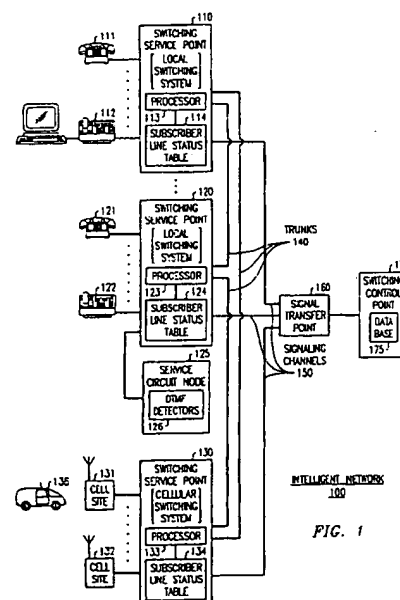 110
111
SWITCHING
SERVICE POINT
LOCAL
SWITCHING
SYSTEM
PROCESSOR
112
113
114
SUBSCRIBER
LINE STATUS
TABLE
120
121
SWITCHING
SERVICE POINT
LOCAL
SWITCHING
SYSTEM
PROCESSOR
122
123
124
SUBSCRIBER
LINE STATUS
TABLE
125
SERVICE
CIRCUIT NODE
DTMF
DETECTORS
126
130
131
136
CELL
SITE
SWITCHING
SERVICE POINT
CELLULAR
SWITCHING
SYSTEM
PROCESSOR
132
133
134
CELL
SITE
SUBSCRIBER
LINE STATUS
TABLE
TRUNKS
140
160
SIGNAL
TRANSFER
POINT
SIGNALING
CHANNELS
150
SWITCHING
CONTROL
POINT
DATA
BASE
175
INTELLIGENT NETWORK
100
FIG. 1